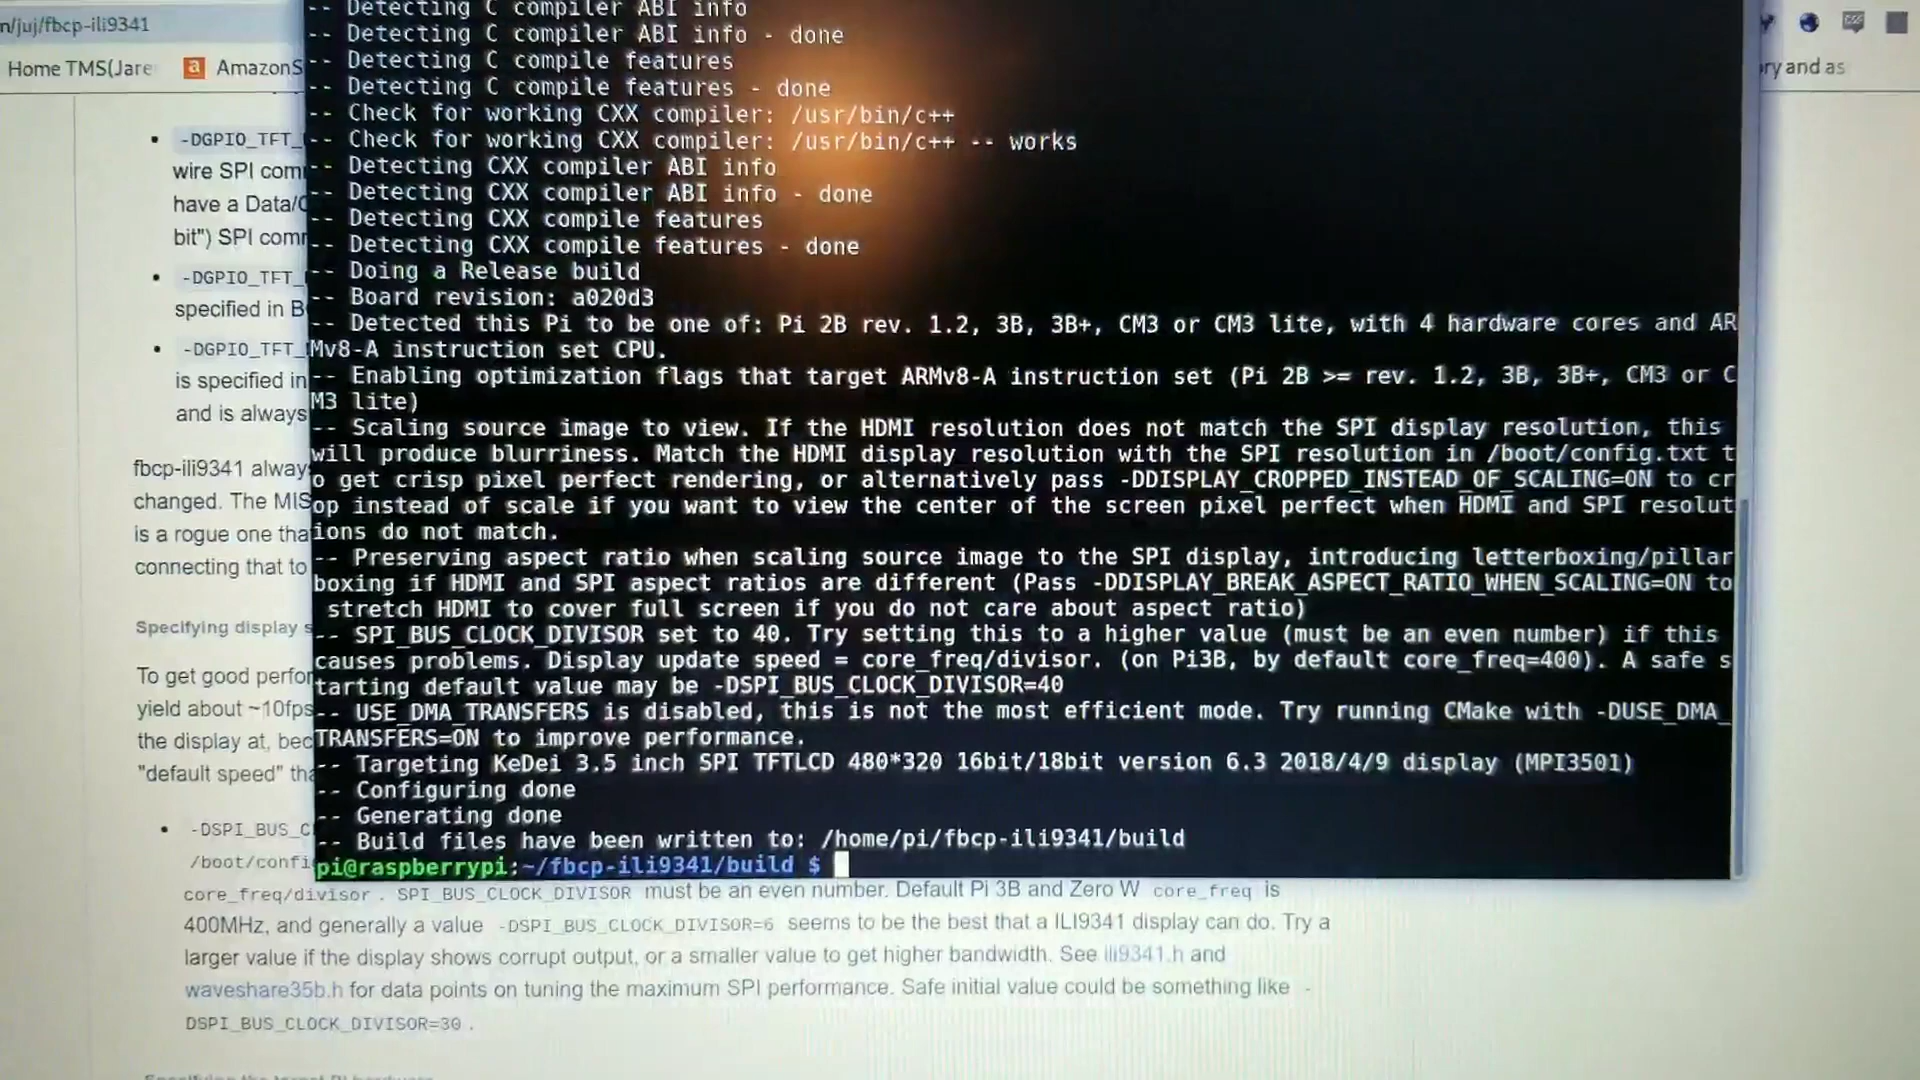 n/juj/fbcp-ili9341
Home TMS(Jare
a AmazonS
ory and as
-- Detecting C compiler ABI info
-- Detecting C compiler ABI info - done
-- Detecting C compile features
-- Detecting C compile features - done
-- Check for working CXX compiler: /usr/bin/c++
-- Check for working CXX compiler: /usr/bin/c++ -- works
-- Detecting CXX compiler ABI info
-- Detecting CXX compiler ABI info - done
-- Detecting CXX compile features
-- Detecting CXX compile features - done
-- Doing a Release build
-- Board revision: a020d3
-- Detected this Pi to be one of: Pi 2B rev. 1.2, 3B, 3B+, CM3 or CM3 lite, with 4 hardware cores and AR
Mv8-A instruction set CPU.
-- Enabling optimization flags that target ARMv8-A instruction set (Pi 2B >= rev. 1.2, 3B, 3B+, CM3 or C
M3 lite)
-- Scaling source image to view. If the HDMI resolution does not match the SPI display resolution, this
will produce blurriness. Match the HDMI display resolution with the SPI resolution in /boot/config.txt t
o get crisp pixel perfect rendering, or alternatively pass -DDISPLAY_CROPPED_INSTEAD_OF_SCALING=ON to cr
op instead of scale if you want to view the center of the screen pixel perfect when HDMI and SPI resolut
ions do not match.
-- Preserving aspect ratio when scaling source image to the SPI display, introducing letterboxing/pillar
boxing if HDMI and SPI aspect ratios are different (Pass -DDISPLAY_BREAK_ASPECT_RATIO_WHEN_SCALING=ON to
stretch HDMI to cover full screen if you do not care about aspect ratio)
-- SPI_BUS_CLOCK_DIVISOR set to 40. Try setting this to a higher value (must be an even number) if this
causes problems. Display update speed = core_freq/divisor. (on Pi3B, by default core_freq=400). A safe s
tarting default value may be -DSPI_BUS_CLOCK_DIVISOR=40
-- USE_DMA_TRANSFERS is disabled, this is not the most efficient mode. Try running CMake with -DUSE_DMA_
TRANSFERS=ON to improve performance.
-- Targeting KeDei 3.5 inch SPI TFTLCD 480*320 16bit/18bit version 6.3 2018/4/9 display (MPI3501)
-- Configuring done
-- Generating done
-- Build files have been written to: /home/pi/fbcp-ili9341/build
pi@raspberrypi:~/fbcp-ili9341/build $
• -DGPIO_TFT_
wire SPI com
have a Data/C
bit") SPI comr
• -DGPIO_TFT_
specified in B
• -DGPIO_TFT_
is specified in
and is always
fbcp-ili9341 alway
changed. The MIS
is a rogue one tha
connecting that to
Specifying display s
To get good perfor
yield about ~10fps
the display at, bec
"default speed" tha
• -DSPI_BUS_C
/boot/confi
core_freq/divisor . SPI_BUS_CLOCK_DIVISOR must be an even number. Default Pi 3B and Zero W core_freq is
400MHz, and generally a value -DSPI_BUS_CLOCK_DIVISOR=6 seems to be the best that a ILI9341 display can do. Try a
larger value if the display shows corrupt output, or a smaller value to get higher bandwidth. See ili9341.h and
waveshare35b.h for data points on tuning the maximum SPI performance. Safe initial value could be something like -
DSPI_BUS_CLOCK_DIVISOR=30 .